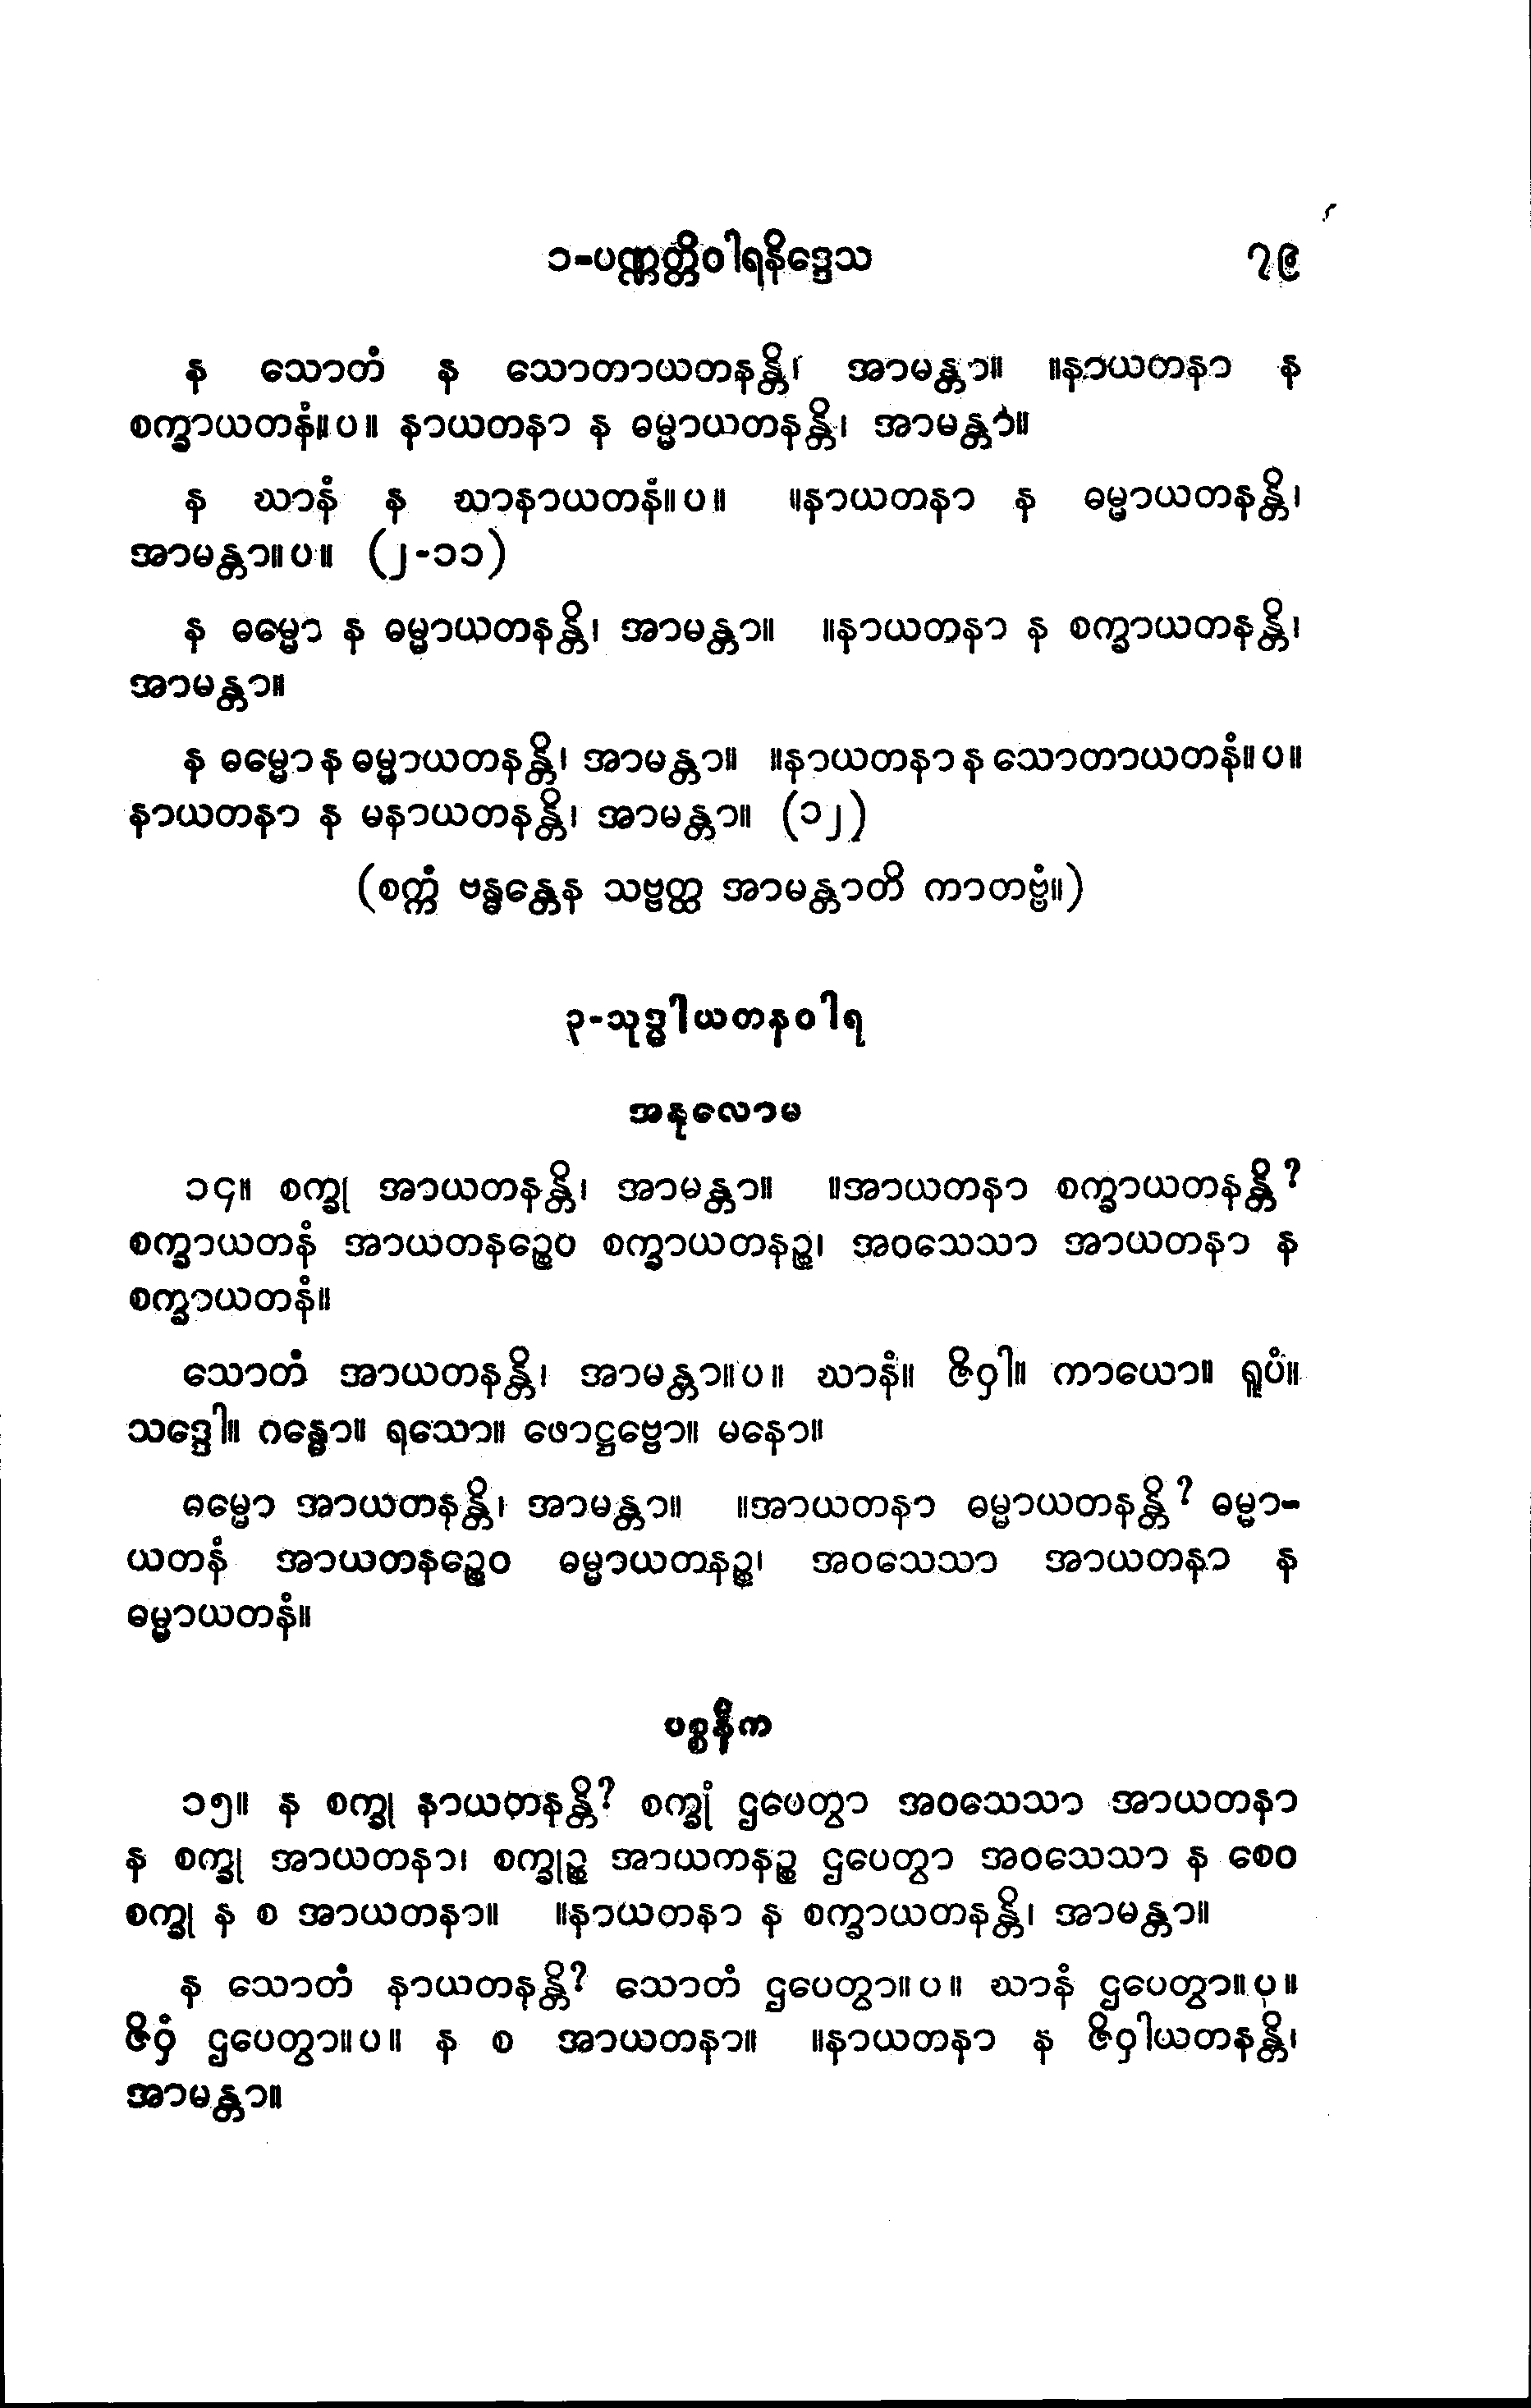 ၁-ပဏ္ဏတ္တိဝါရနိဒ္ဒေသ ၇၉
န သောတံ န သောတာယတနန္တိ၊ အာမန္တာ။ ။နာယတနာ န
စက္ခာယတနံ။ပ။ နာယတနာ န ဓမ္မာယတနန္တိ၊ အာမန္တာ။
န ဃာနံ န ဃာနာယတနံ။ပ။ ။နာယတနာ န ဓမ္မာယတနန္တိ၊
အာမန္တာ။ပ။ (၂-၁၁)
န ဓမ္မော န ဓမ္မာယတနန္တိ၊ အာမန္တာ။ ။နာယတနာ န စက္ခာယတနန္တိ၊
အာမန္တာ။
န ဓမ္မော န ဓမ္မာယတနန္တိ၊ အာမန္တာ။ ။နာယတနာ န သောတာယတနံ။ပ။
နာယတနာ န မနာယတနန္တိ၊ အာမန္တာ။ (၁၂)
(စက္ကံ ဗန္ဓန္တေန သဗ္ဗတ္ထ အာမန္တာတိ ကာတဗ္ဗံ။)
၃-သုဒ္ဓါယတနဝါရ
အနုလောမ
၁၄။ စက္ခု အာယတနန္တိ၊ အာမန္တာ။ ။အာယတနာ စက္ခာယတနန္တိ?
စက္ခာယတနံ အာယတနဉ္စေဝ စက္ခာယတနဉ္စ၊ အဝသေသာ အာယတနာ န
စက္ခာယတနံ။
သောတံ အာယတနန္တိ၊ အာမန္တာ။ပ။ ဃာနံ။ ဇိဝှါ။ ကာယော။ ရူပံ။
သဒ္ဒေါ။ ဂန္ဓော။ ရသော။ ဖောဋ္ဌဗ္ဗော။ မနော။
ဓမ္မော အာယတနန္တိ၊ အာမန္တာ။ ။အာယတနာ ဓမ္မာယတနန္တိ? ဓမ္မာ-
ယတနံ အာယတနဉ္စေဝ ဓမ္မာယတနဉ္စ၊ အဝသေသာ အာယတနာ န
ဓမ္မာယတနံ။
ပစ္စနီက
၁၅။ န စက္ခု နာယတနန္တိ? စက္ခုံ ဌပေတွာ အဝသေသာ အာယတနာ
န စက္ခု အာယတနာ၊ စက္ခုဉ္စ အာယကနဉ္စ ဌပေတွာ အဝသေသာ န စေဝ
စက္ခု န စ အာယတနာ။ ။နာယတနာ န စက္ခာယတနန္တိ၊ အာမန္တာ။
န သောတံ နာယတနန္တိ? သောတံ ဌပေတွာ။ပ။ ဃာနံ ဌပေတွာ။ပ။
ဇိဝှံ ဌပေတွာ။ပ။ န စ အာယတနာ။ ။နာယတနာ န ဇိဝှါယတနန္တိ၊
အာမန္တာ။